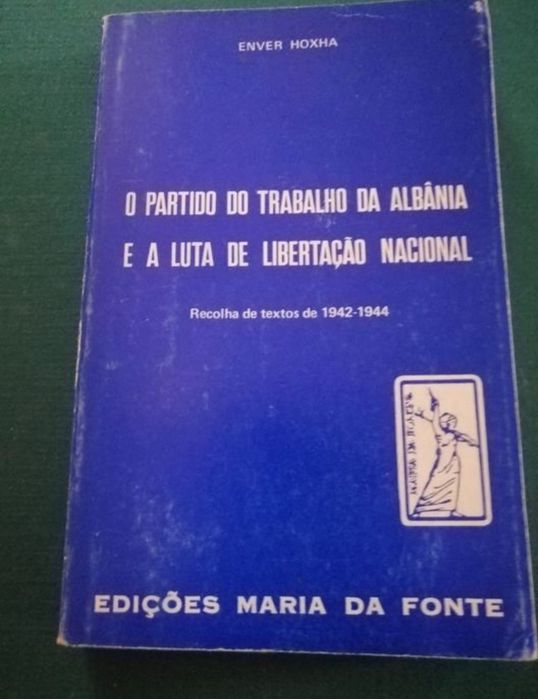 ENVER HOXHA
O PARTIDO DO TRABALHO DA ALBÂNIA
E A LUTA DE LIBERTAÇÃO NACIONAL
Recolha de textos de 1942-1944
EDIÇÕES MARIA DA FONTE